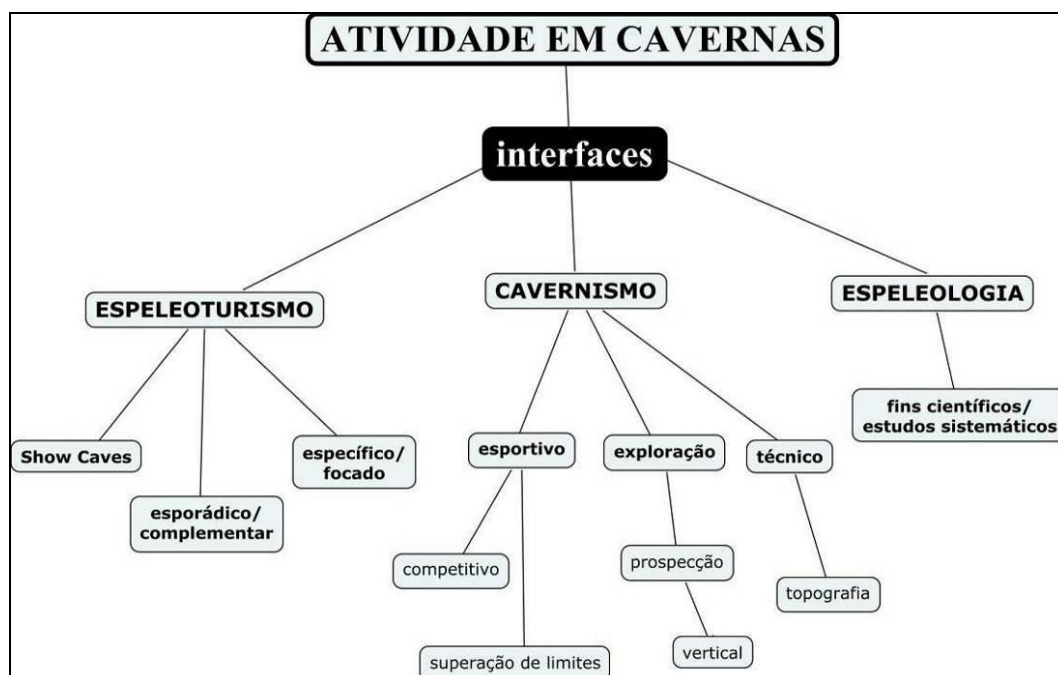 ATIVIDADE EM CAVERNAS
interfaces
ESPELEOTURISMO
CAVERNISMO
ESPELEOLOGIA
Show Caves
esporádico/
complementar
específico/
focado
esportivo
exploração
técnico
fins científicos/
estudos sistemáticos
competitivo
superação de limites
prospecção
vertical
topografia